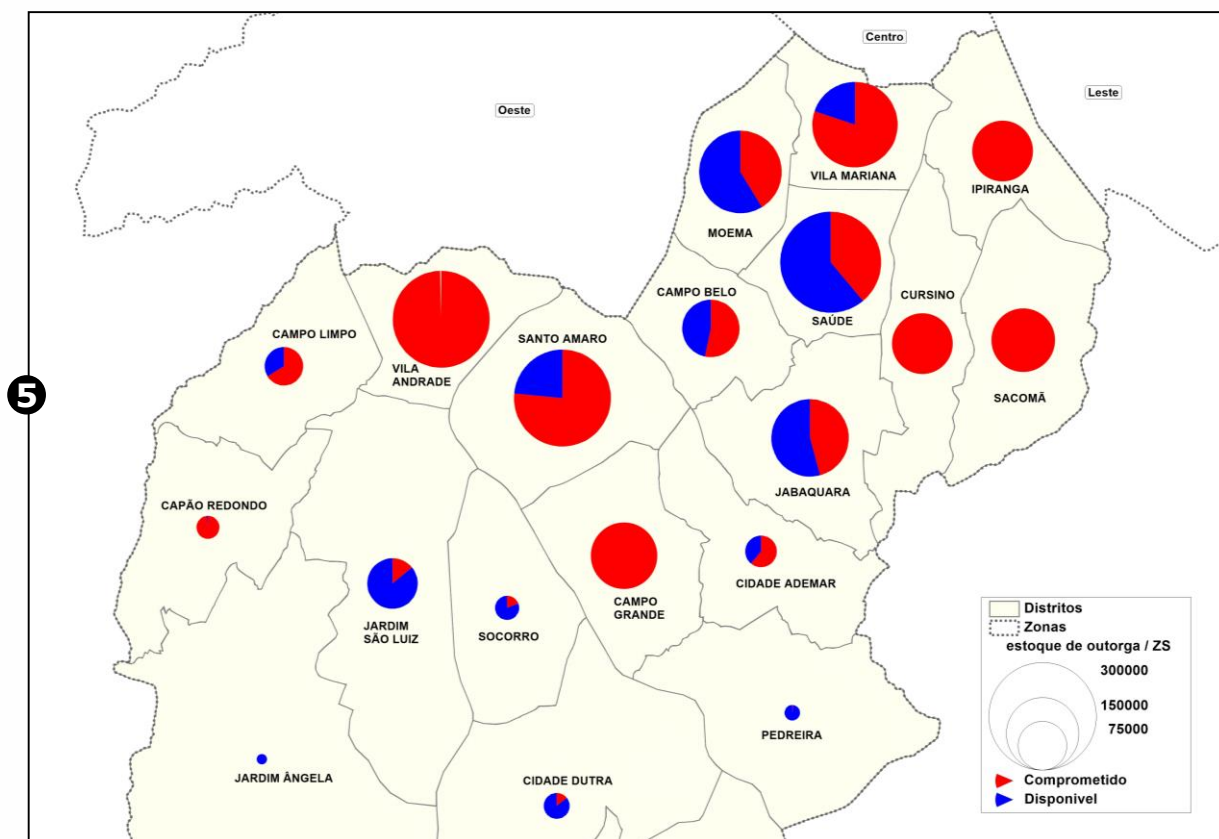 Centro
Leste
Oeste
VILA MARIANA
IPIRANGA
MOEMA
CAMPO BELO
CURSINO
SAÚDE
CAMPO LIMPO
SANTO AMARO
VILA
ANDRADE
SACOMÃ
5
JABAQUARA
CAPÃO REDONDO
CIDADE ADEMAR
CAMPO
GRANDE
JARDIM
SÃO LUIZ
SOCORRO
PEDREIRA
JARDIM ÂNGELA
CIDADE DUTRA
Distritos
Zonas
estoque de outorga / ZS
300000
150000
75000
Comprometido
Disponivel